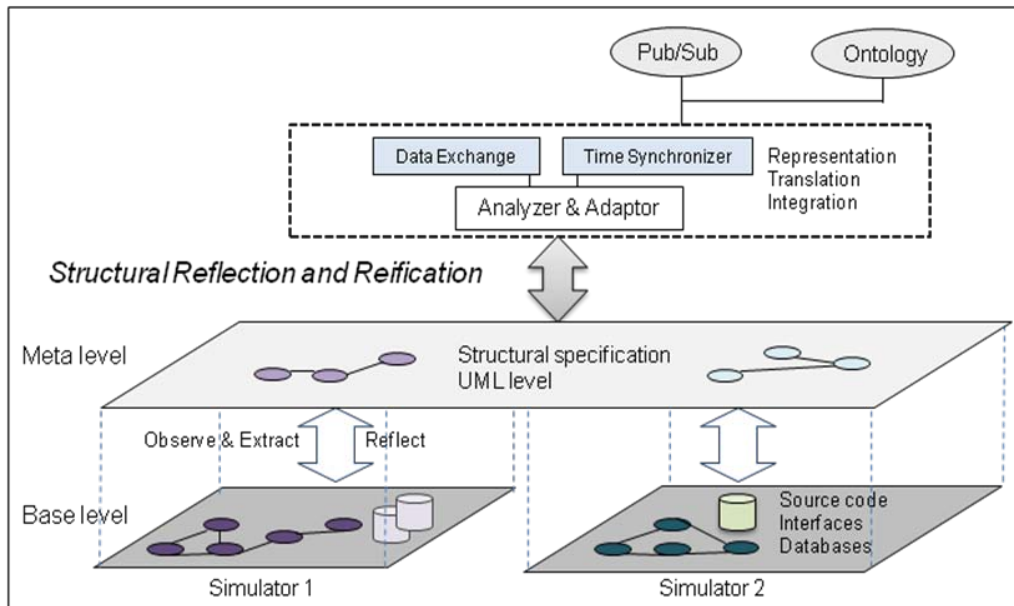 Pub/Sub
Ontology
Data Exchange
Time Synchronizer
Representation
Translation
Integration
Analyzer & Adaptor
Structural Reflection and Reification
Meta level
Structural specification
UML level
Observe & Extract
Reflect
Base level
Source code
Interfaces
Databases
Simulator 1
Simulator 2